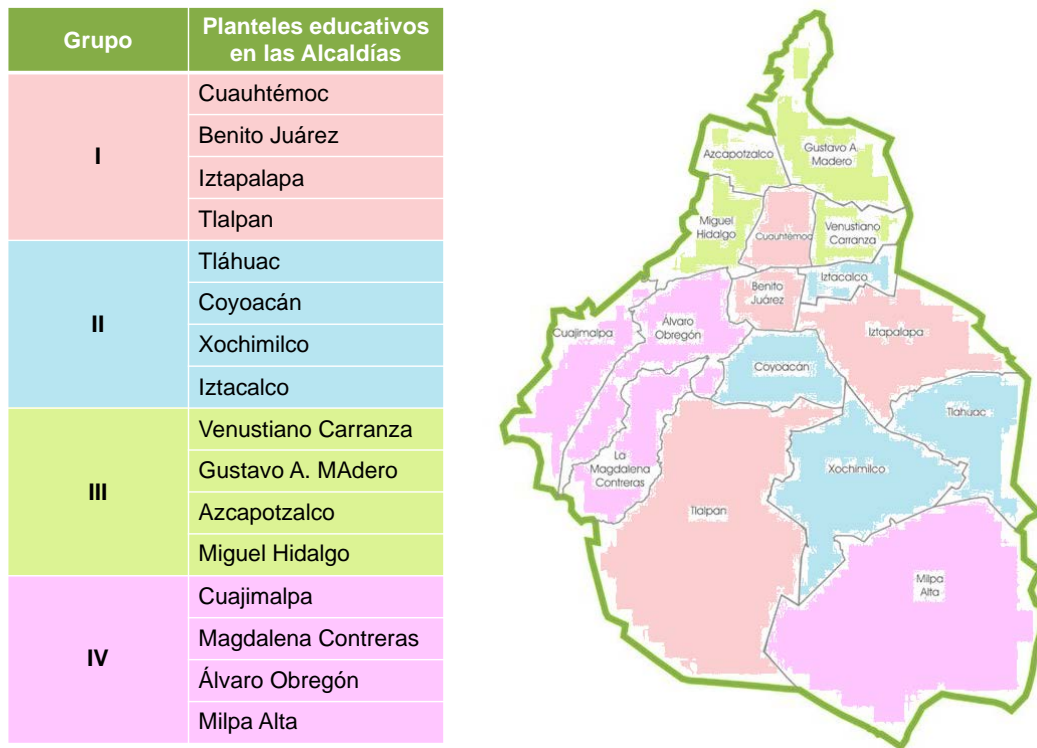 Grupo
Planteles educativos
en las Alcaldías
I
Cuauhtémoc
Benito Juárez
Iztapalapa
Tlalpan
II
Tláhuac
Coyoacán
Xochimilco
Iztacalco
III
Venustiano Carranza
Gustavo A. MAdero
Azcapotzalco
Miguel Hidalgo
IV
Cuajimalpa
Magdalena Contreras
Álvaro Obregón
Milpa Alta
Azcapotzalco
Gustavo A.
Madero
Miguel
Hidalgo
Cuauhtémoc
Venustiano
Carranza
Iztacalco
Benito
Juárez
Cuajimalpa
Alvaro
Obregón
Iztapalapa
Coyoacán
Tlahuac
La
Magdalena
Contreras
Xochimilco
Tlalpan
Milpa
Alta